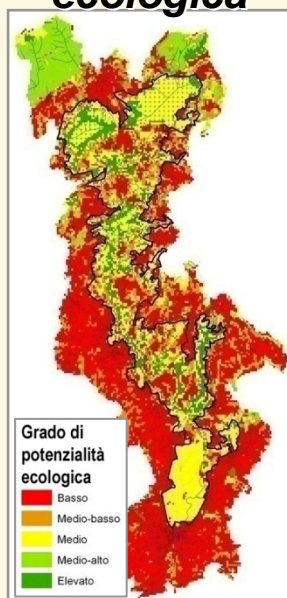 ecologica
Grado di
potenzialità
ecologica
Basso
Medio-basso
Medio
Medio-alto
Elevato